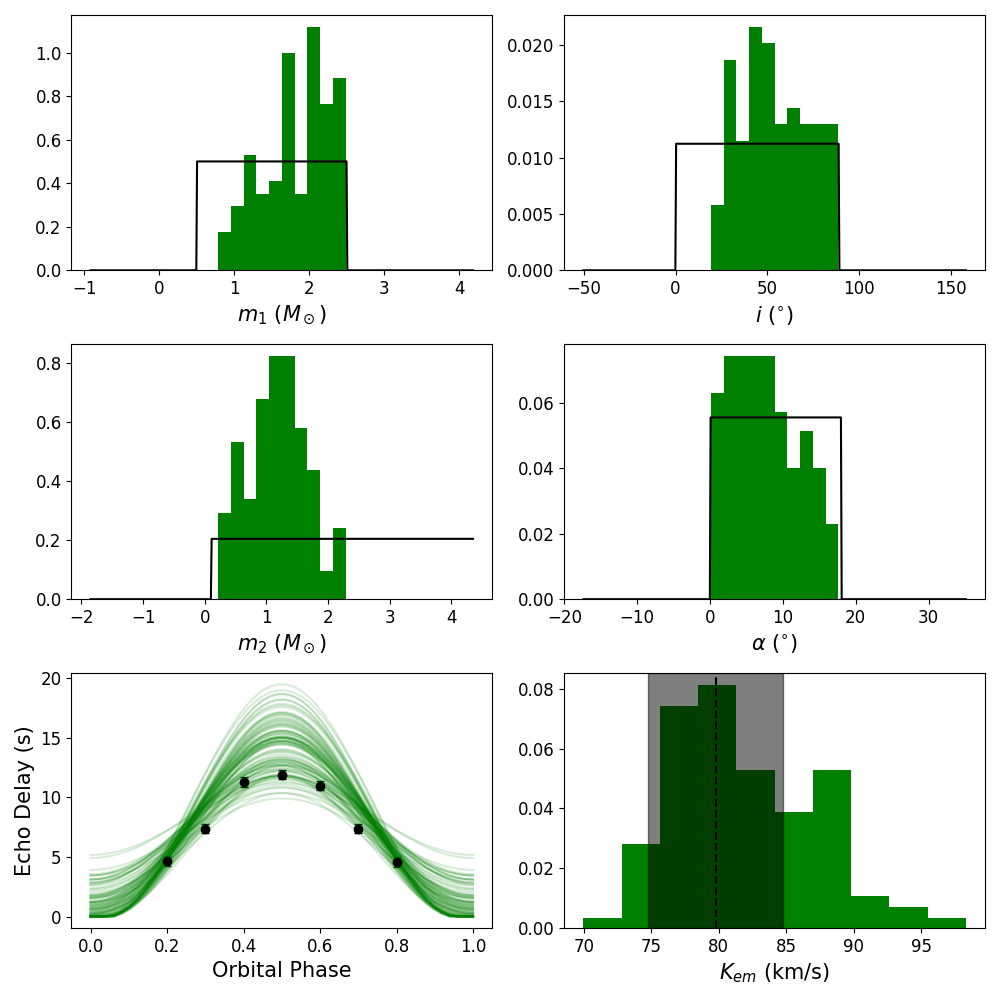 1.0
0.8
0.6
0.4
0.2
0.0
−1 0 1 2 3 4
m₁ (M⊙)
0.020
0.015
0.010
0.005
0.000
−50 0 50 100 150
i (°)
0.8
0.6
0.4
0.2
0.0
−2 −1 0 1 2 3 4
m₂ (M⊙)
0.06
0.04
0.02
0.00
−20 −10 0 10 20 30
α (°)
Echo Delay (s)
20
15
10
5
0
0.0 0.2 0.4 0.6 0.8 1.0
Orbital Phase
0.08
0.06
0.04
0.02
0.00
70 75 80 85 90 95
Kₑₘ (km/s)